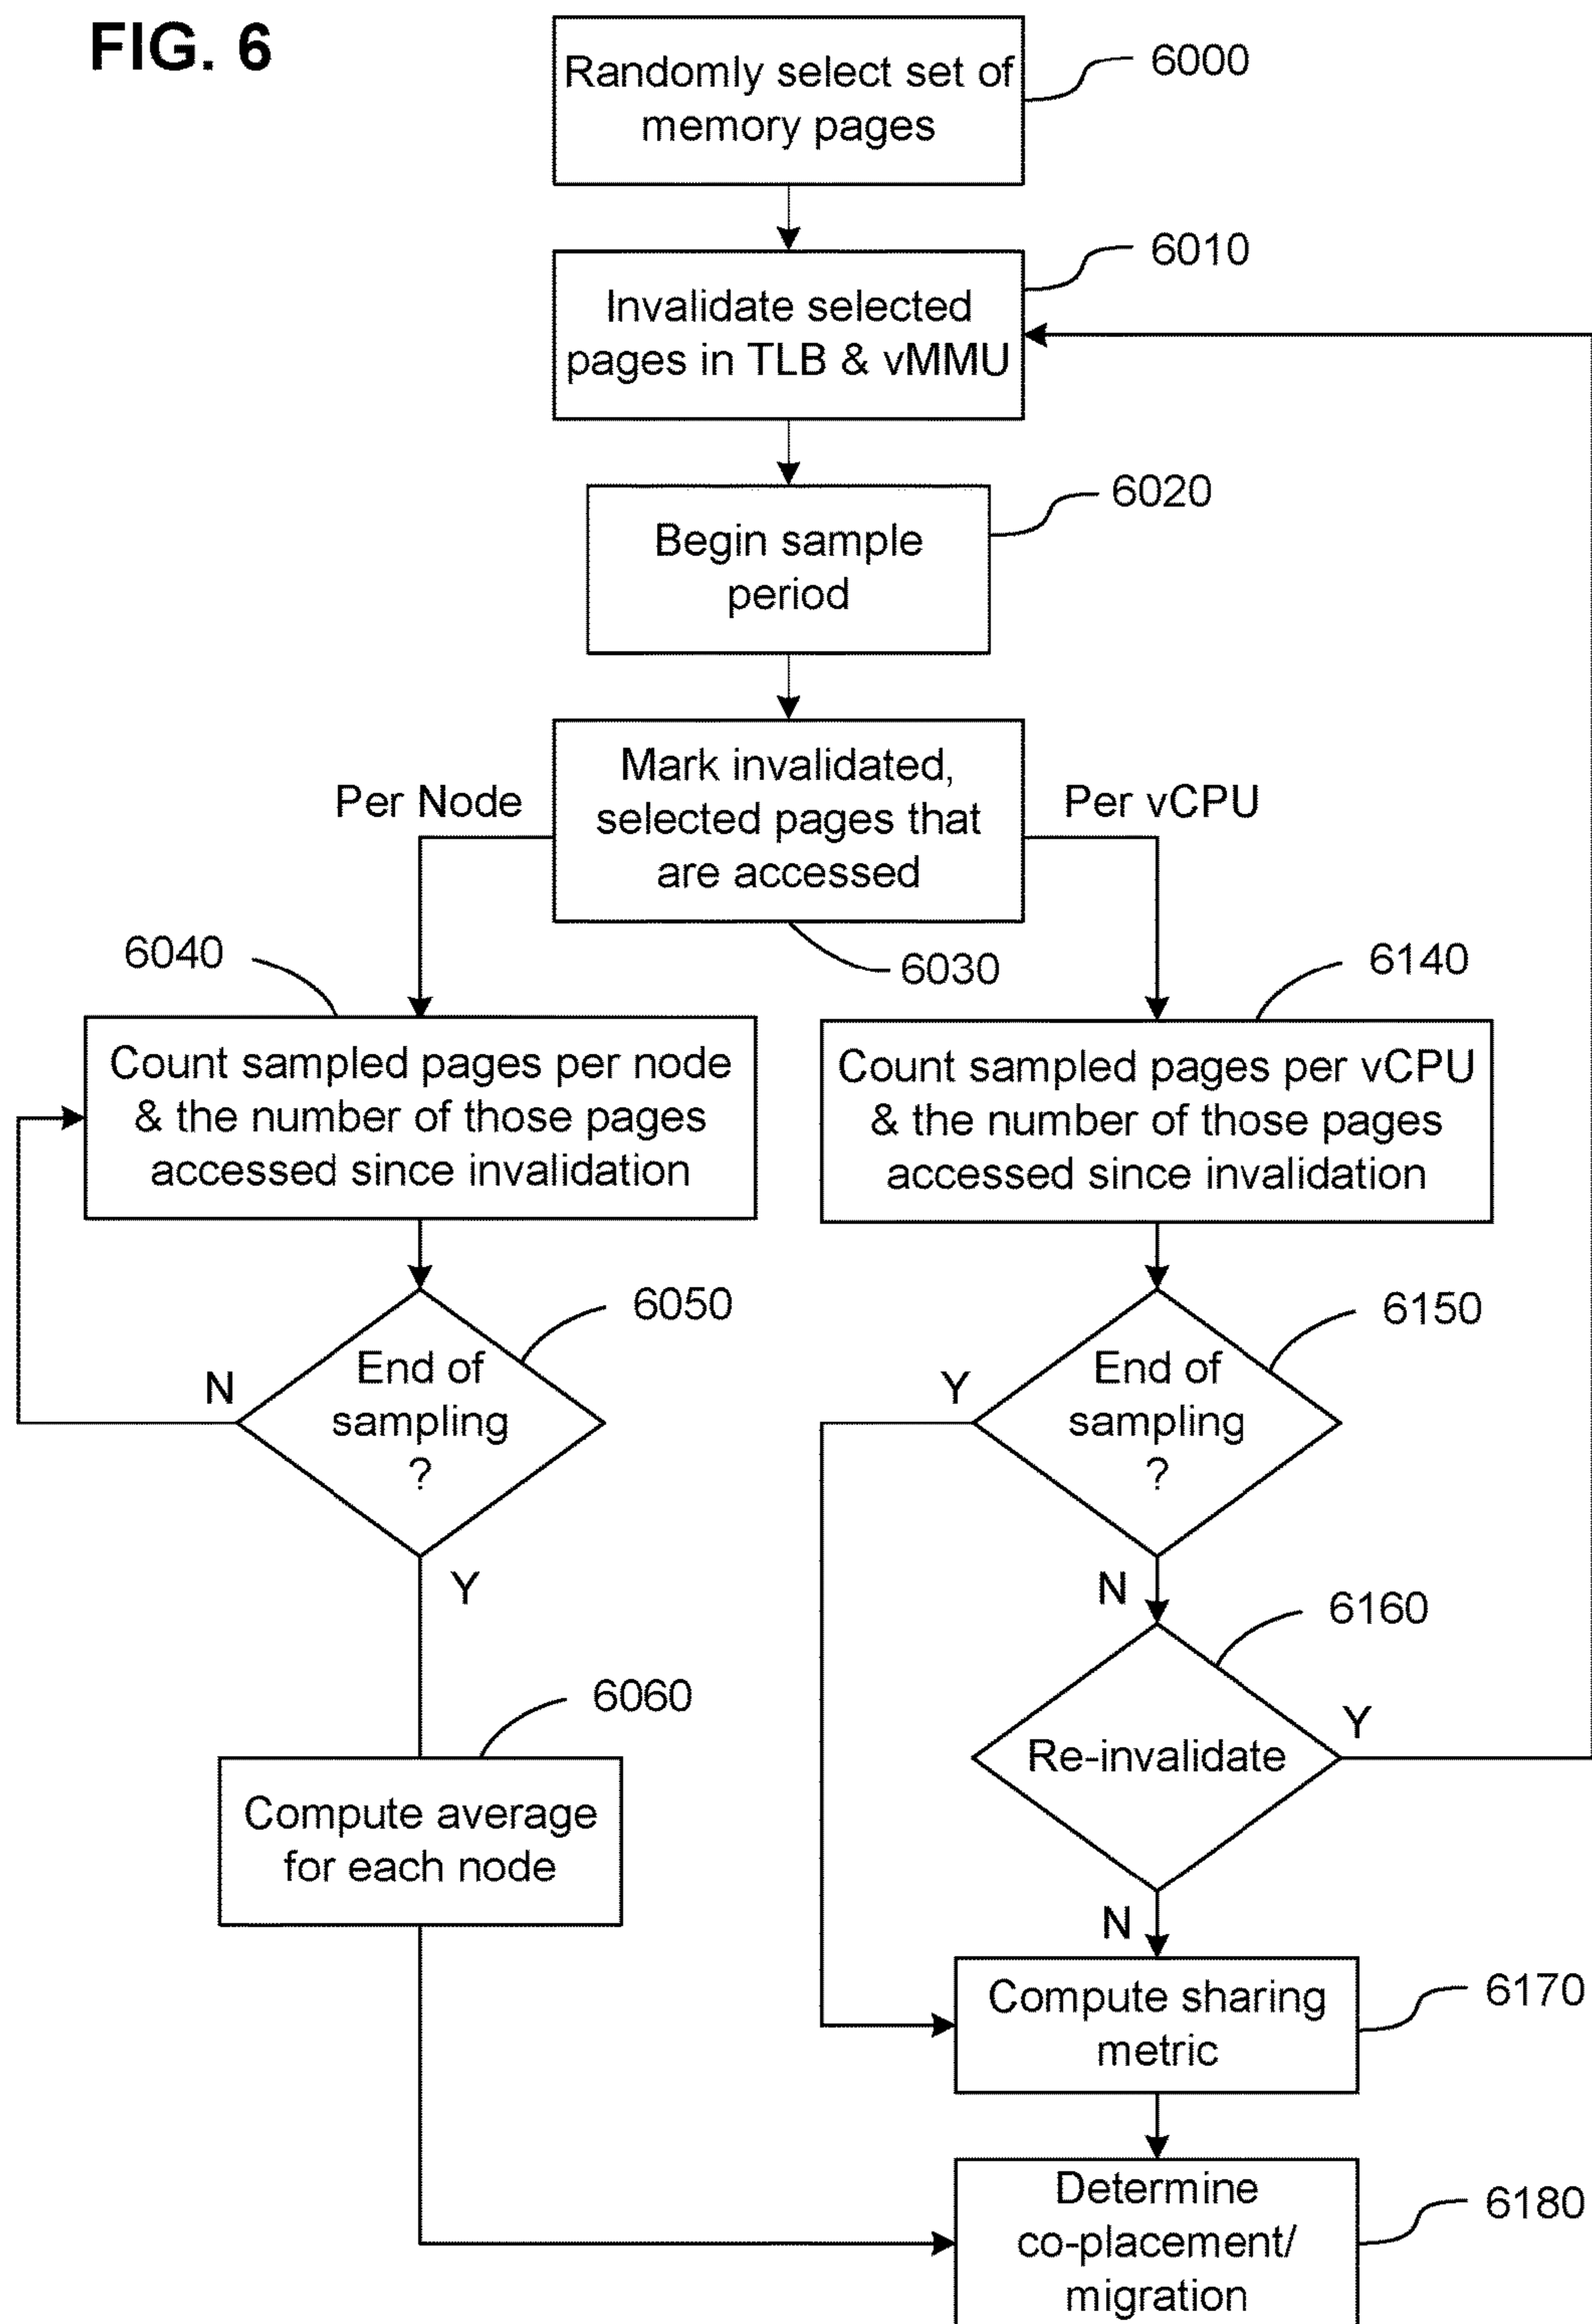 FIG. 6
Randomly select set of
memory pages
6000
Invalidate selected
pages in TLB & vMMU
6010
Begin sample
period
6020
Mark invalidated,
selected pages that
are accessed
Per Node
Per vCPU
6030
6040
6140
Count sampled pages per node
& the number of those pages
accessed since invalidation
Count sampled pages per vCPU
& the number of those pages
accessed since invalidation
End of
sampling
?
6050
N
Y
End of
sampling
?
6150
Y
N
Re-invalidate
6160
Y
N
Compute average
for each node
6060
Compute sharing
metric
6170
Determine
co-placement/
migration
6180